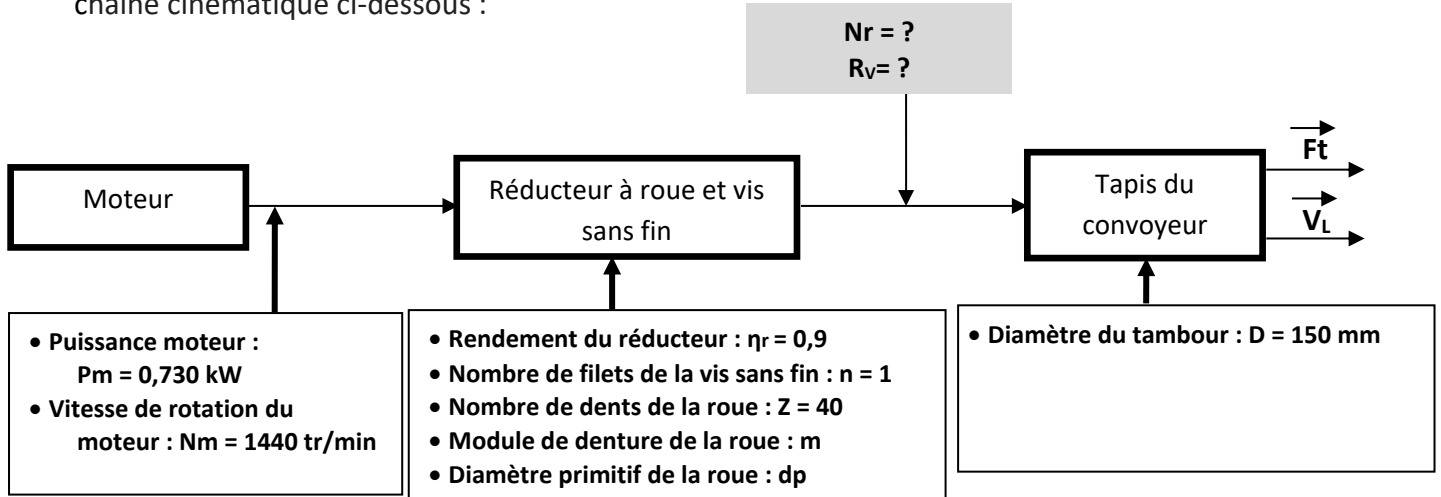 chaîne cinématique ci-dessous :
Nr = ?
RV= ?
Moteur
Réducteur à roue et vis
sans fin
Tapis du
convoyeur
Ft
VL
• Puissance moteur :
Pm = 0,730 kW
• Vitesse de rotation du
moteur : Nm = 1440 tr/min
• Rendement du réducteur : ηr = 0,9
• Nombre de filets de la vis sans fin : n = 1
• Nombre de dents de la roue : Z = 40
• Module de denture de la roue : m
• Diamètre primitif de la roue : dp
• Diamètre du tambour : D = 150 mm